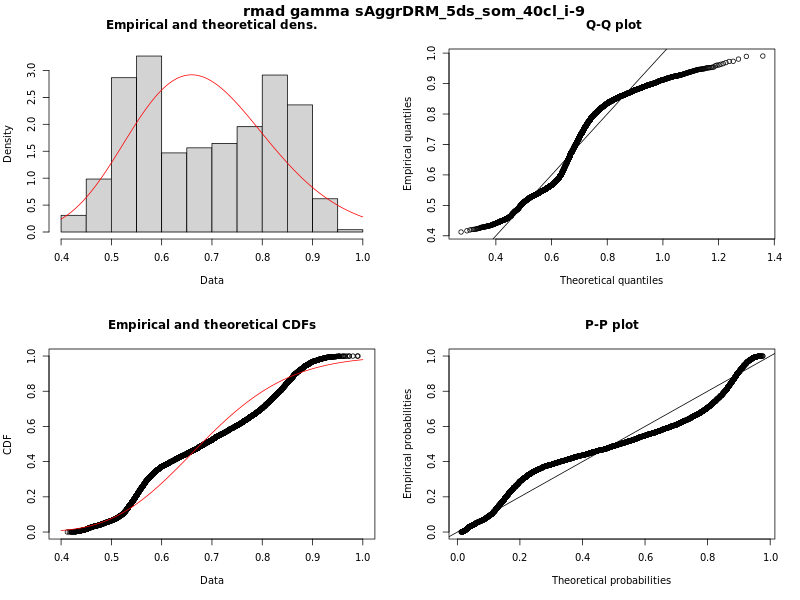 rmad gamma sAggrDRM_5ds_som_40cl_i-9
Empirical and theoretical dens.
Density
0.0 0.5 1.0 1.5 2.0 2.5 3.0
0.4 0.5 0.6 0.7 0.8 0.9 1.0
Data
Q-Q plot
Empirical quantiles
0.4 0.5 0.6 0.7 0.8 0.9 1.0
0.4 0.6 0.8 1.0 1.2 1.4
Theoretical quantiles
Empirical and theoretical CDFs
CDF
0.0 0.2 0.4 0.6 0.8 1.0
0.4 0.5 0.6 0.7 0.8 0.9 1.0
Data
P-P plot
Empirical probabilities
0.0 0.2 0.4 0.6 0.8 1.0
0.0 0.2 0.4 0.6 0.8 1.0
Theoretical probabilities